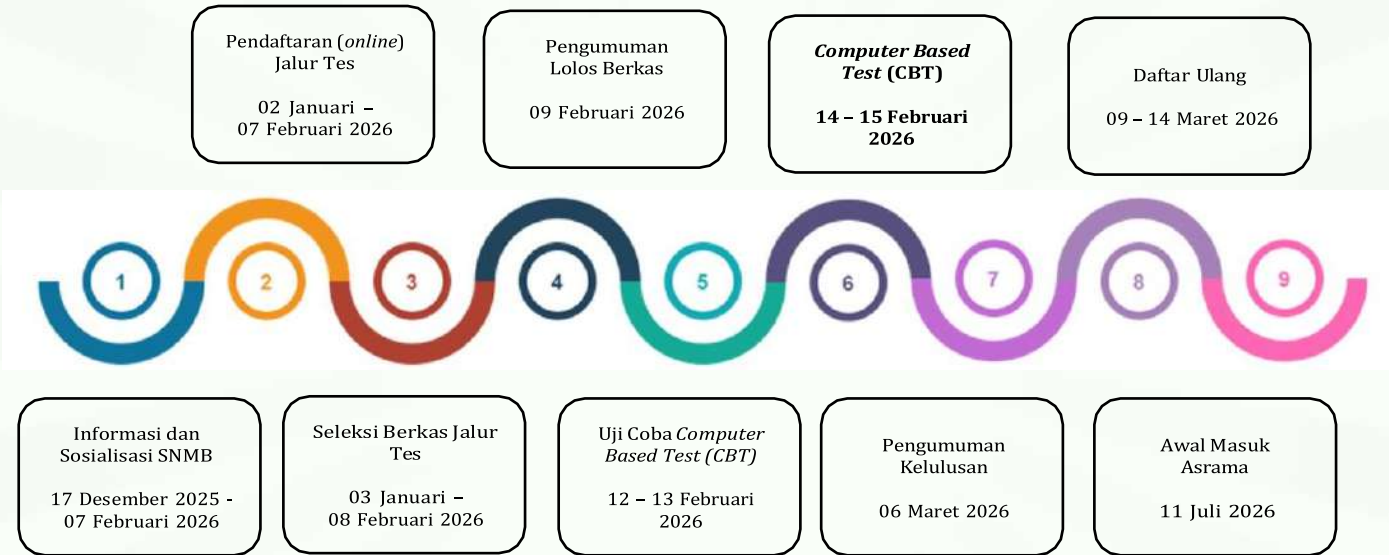 Pendaftaran (online)
Jalur Tes
02 Januari –
07 Februari 2026
Pengumuman
Lolos Berkas
09 Februari 2026
Computer Based
Test (CBT)
14 – 15 Februari
2026
Daftar Ulang
09 – 14 Maret 2026
1
2
3
4
5
6
7
8
9
Informasi dan
Sosialisasi SNMB
17 Desember 2025 -
07 Februari 2026
Seleksi Berkas Jalur
Tes
03 Januari –
08 Februari 2026
Uji Coba Computer
Based Test (CBT)
12 – 13 Februari
2026
Pengumuman
Kelulusan
06 Maret 2026
Awal Masuk
Asrama
11 Juli 2026